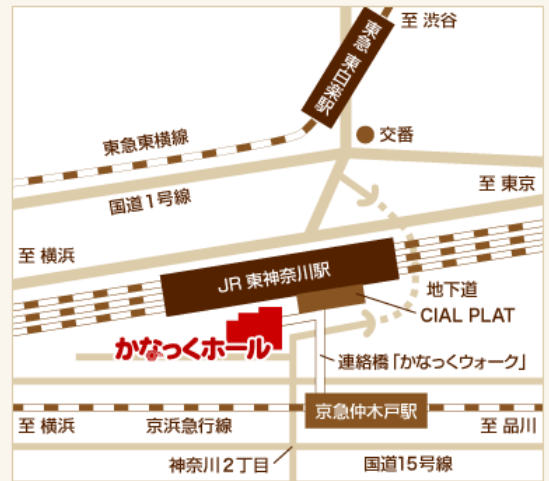 至 渋谷
東急 東白楽駅
交番
東急東横線
国道1号線
至 東京
至 横浜
JR 東神奈川駅
地下道
CIAL PLAT
かなっくホール
連絡橋「かなっくウォーク」
京急仲木戸駅
至 横浜
京浜急行線
至 品川
神奈川2丁目
国道15号線